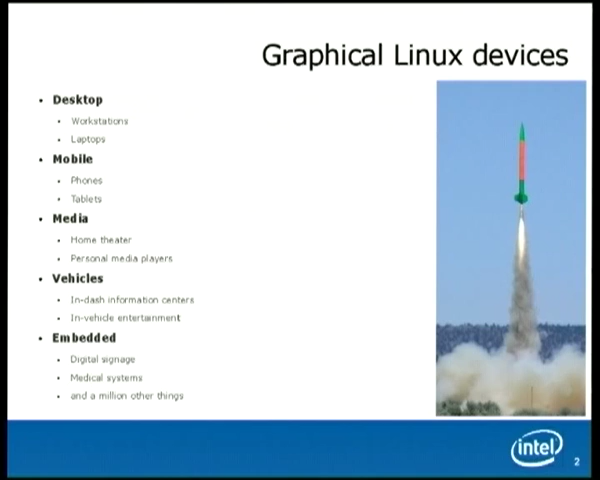 Graphical Linux devices
• Desktop
• Workstations
• Laptops
• Mobile
• Phones
• Tablets
• Media
• Home theater
• Personal media players
• Vehicles
• In-dash information centers
• In-vehicle entertainment
• Embedded
• Digital signage
• Medical systems
• and a million other things
intel
2